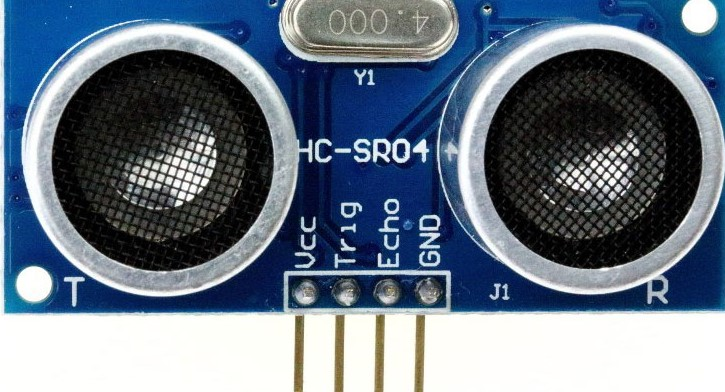 4.000
Y1
HC-SR04
Vcc
Trig
Echo
GND
T
J1
R